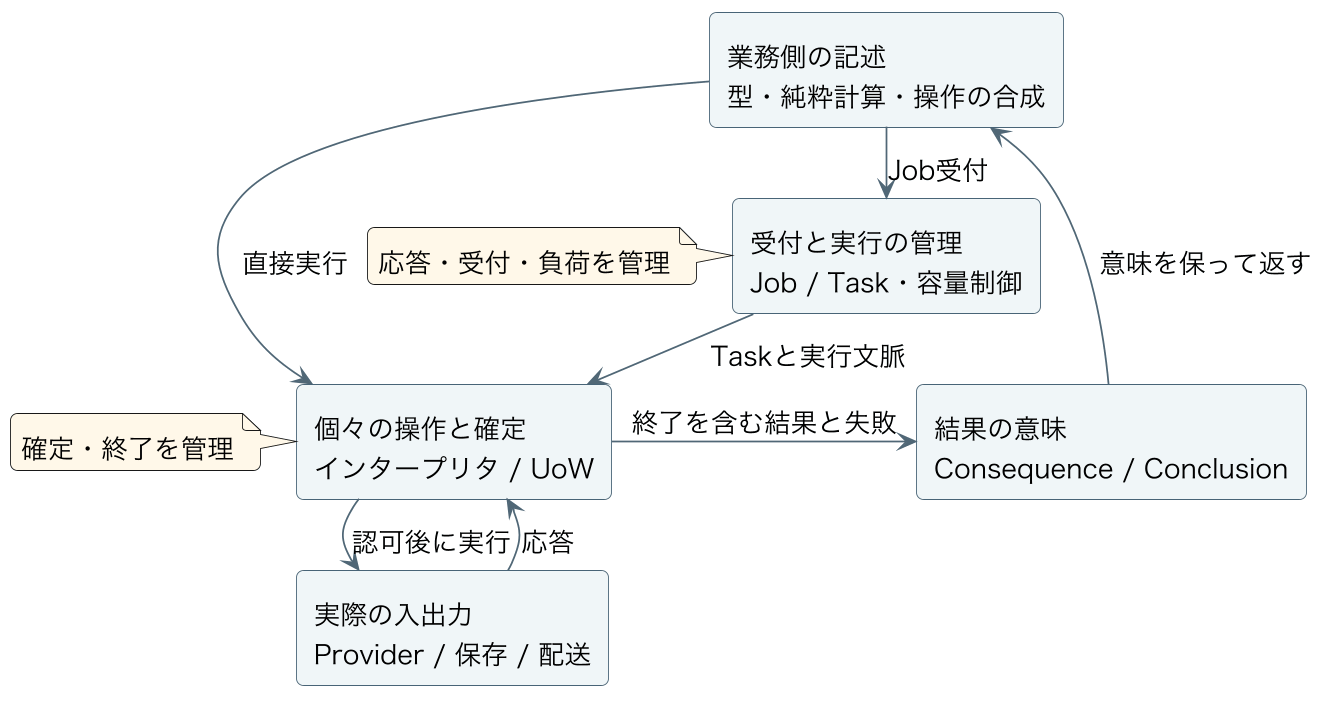 業務側の記述
型・純粋計算・操作の合成
Job受付
受付と実行の管理
Job / Task・容量制御
応答・受付・負荷を管理
直接実行
意味を保って返す
Taskと実行文脈
個々の操作と確定
インタープリタ / UoW
確定・終了を管理
終了を含む結果と失敗
結果の意味
Consequence / Conclusion
認可後に実行
応答
実際の入出力
Provider / 保存 / 配送